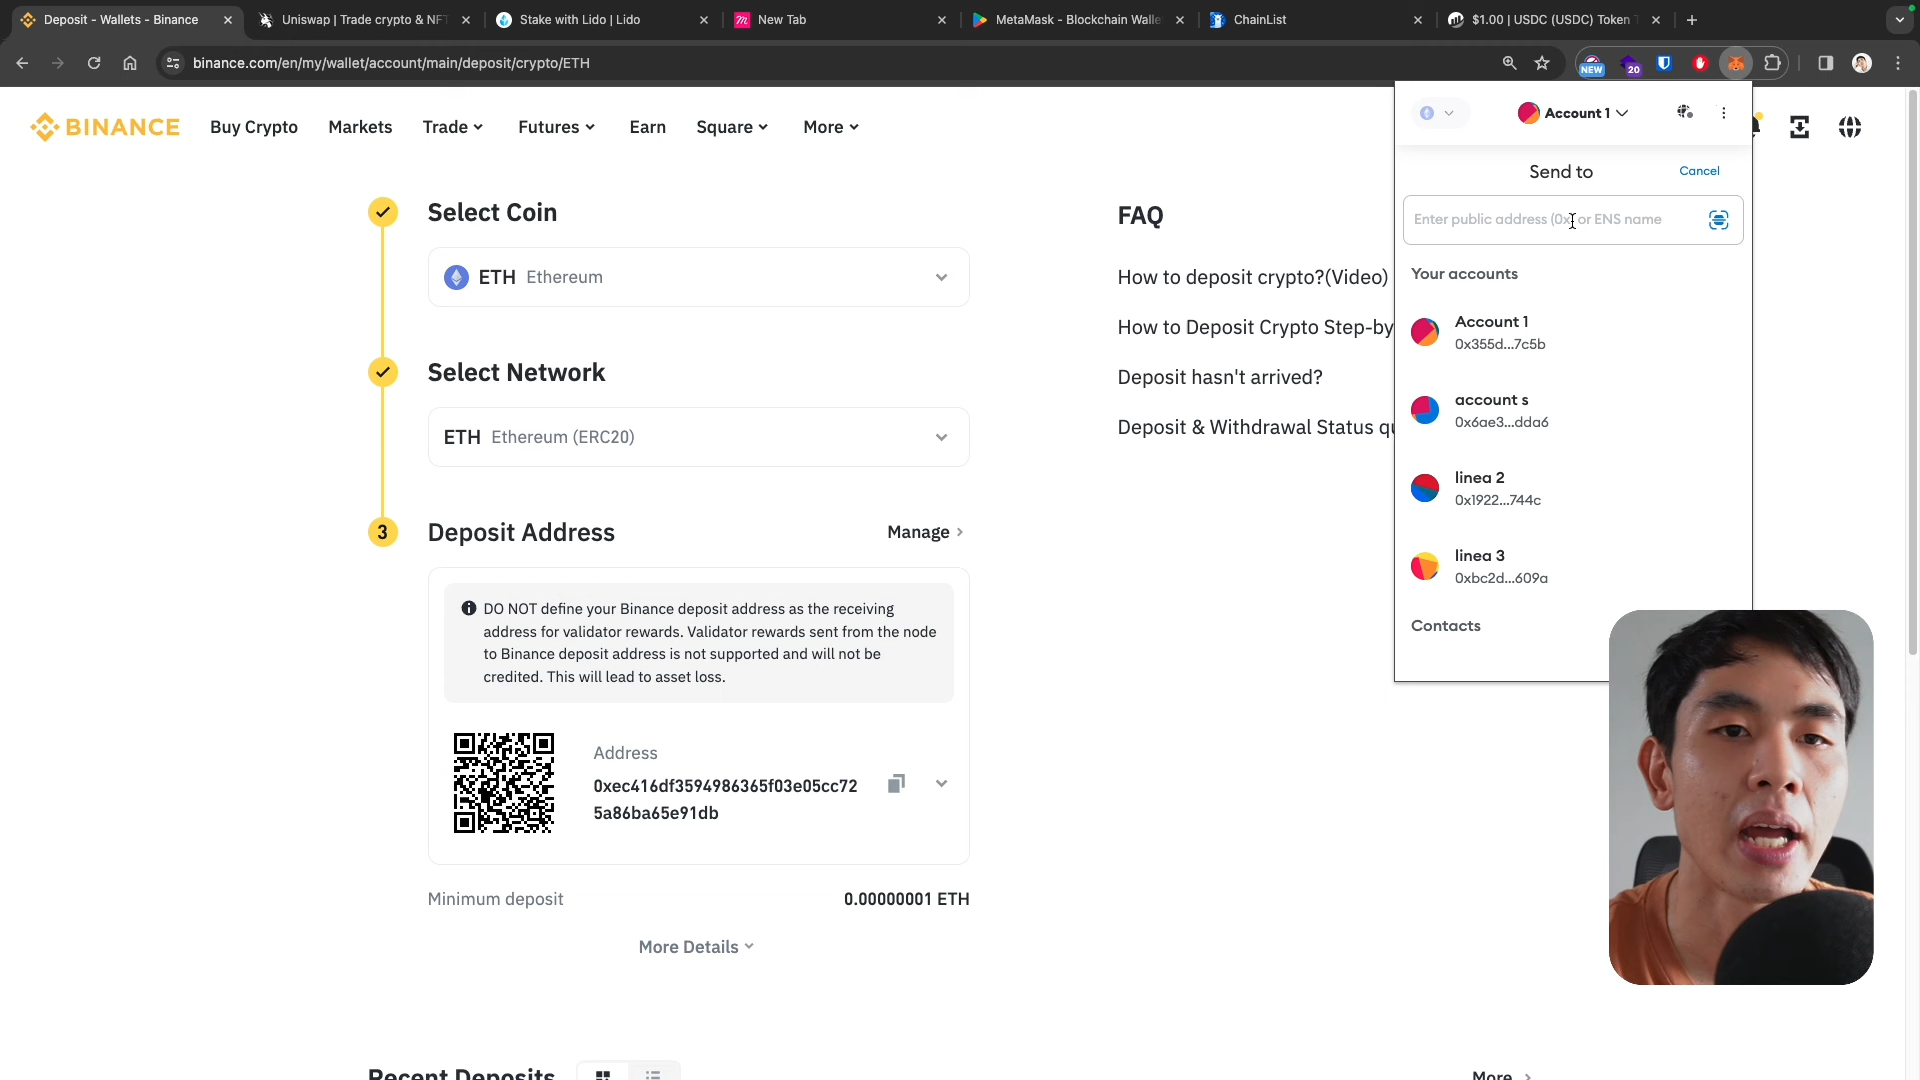 Deposit - Wallets - Binance
Uniswap | Trade crypto & NFT
Stake with Lido | Lido
New Tab
MetaMask - Blockchain Walle
ChainList
$1.00 | USDC (USDC) Token
binance.com/en/my/wallet/account/main/deposit/crypto/ETH
NEW
20
BINANCE
Buy Crypto
Markets
Trade
Futures
Earn
Square
More
Select Coin
ETH Ethereum
Select Network
ETH Ethereum (ERC20)
3
Deposit Address
Manage
DO NOT define your Binance deposit address as the receiving
address for validator rewards. Validator rewards sent from the node
to Binance deposit address is not supported and will not be
credited. This will lead to asset loss.
Address
0xec416df3594986365f03e05cc72
5a86ba65e91db
Minimum deposit
0.00000001 ETH
More Details
Recent Deposits
More
FAQ
How to deposit crypto?(Video)
How to Deposit Crypto Step-by
Deposit hasn't arrived?
Deposit & Withdrawal Status qu
Account 1
Send to
Cancel
Enter public address (0x) or ENS name
Your accounts
Account 1
0x355d...7c5b
account s
0x6ae3...dda6
linea 2
0x1922...744c
linea 3
0xbc2d...609a
Contacts